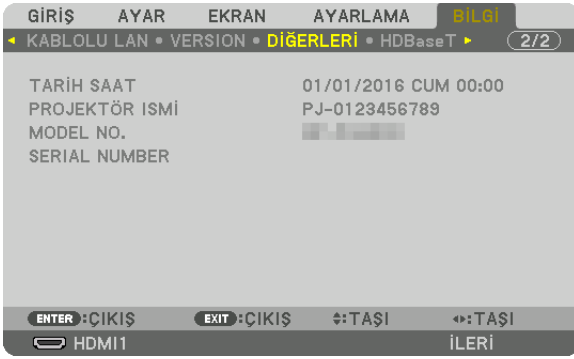 GİRİŞ AYAR EKRAN AYARLAMA BİLGİ
KABLOLU LAN • VERSION • DİĞERLERİ • HDBaseT 2/2
TARİH SAAT 01/01/2016 CUM 00:00
PROJEKTÖR ISMİ PJ-0123456789
MODEL NO.
SERIAL NUMBER
ENTER :ÇIKIŞ EXIT :ÇIKIŞ :TAŞI :TAŞI
HDMI1 İLERİ